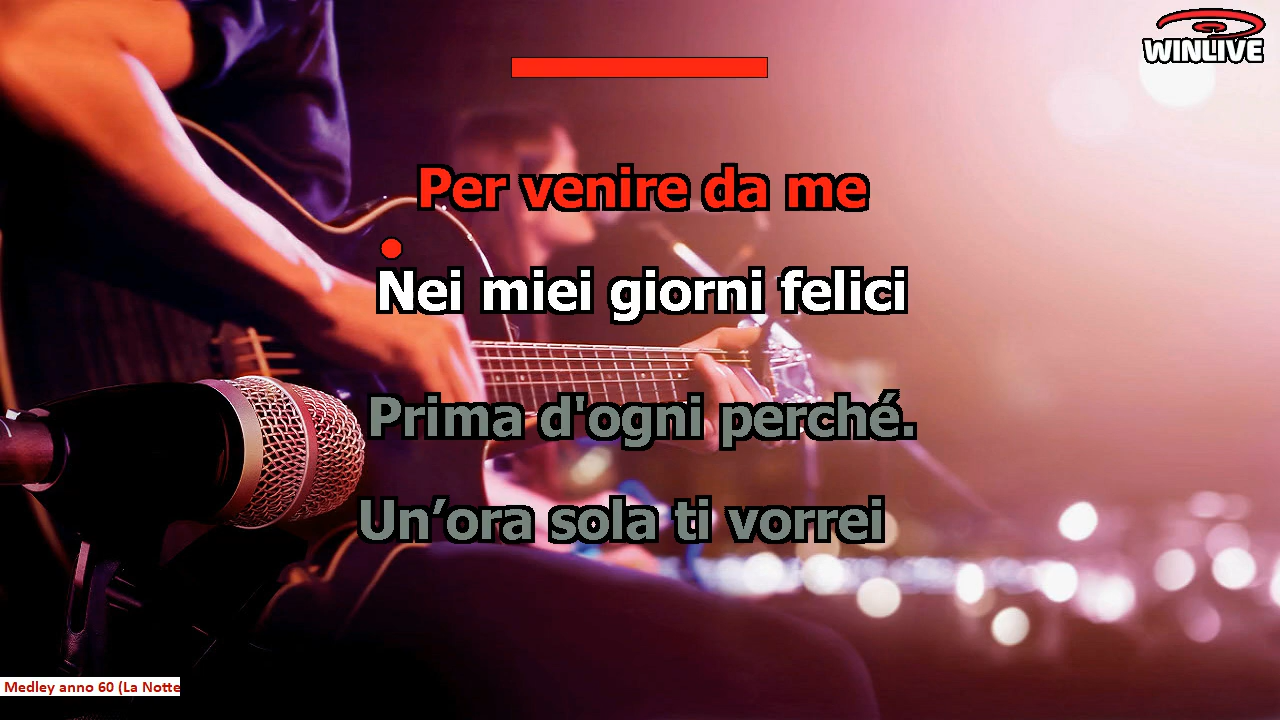 WINLIVE
Per venire da me
Nei miei giorni felici
Prima d'ogni perché.
Un’ora sola ti vorrei
Medley anno 60 (La Notte